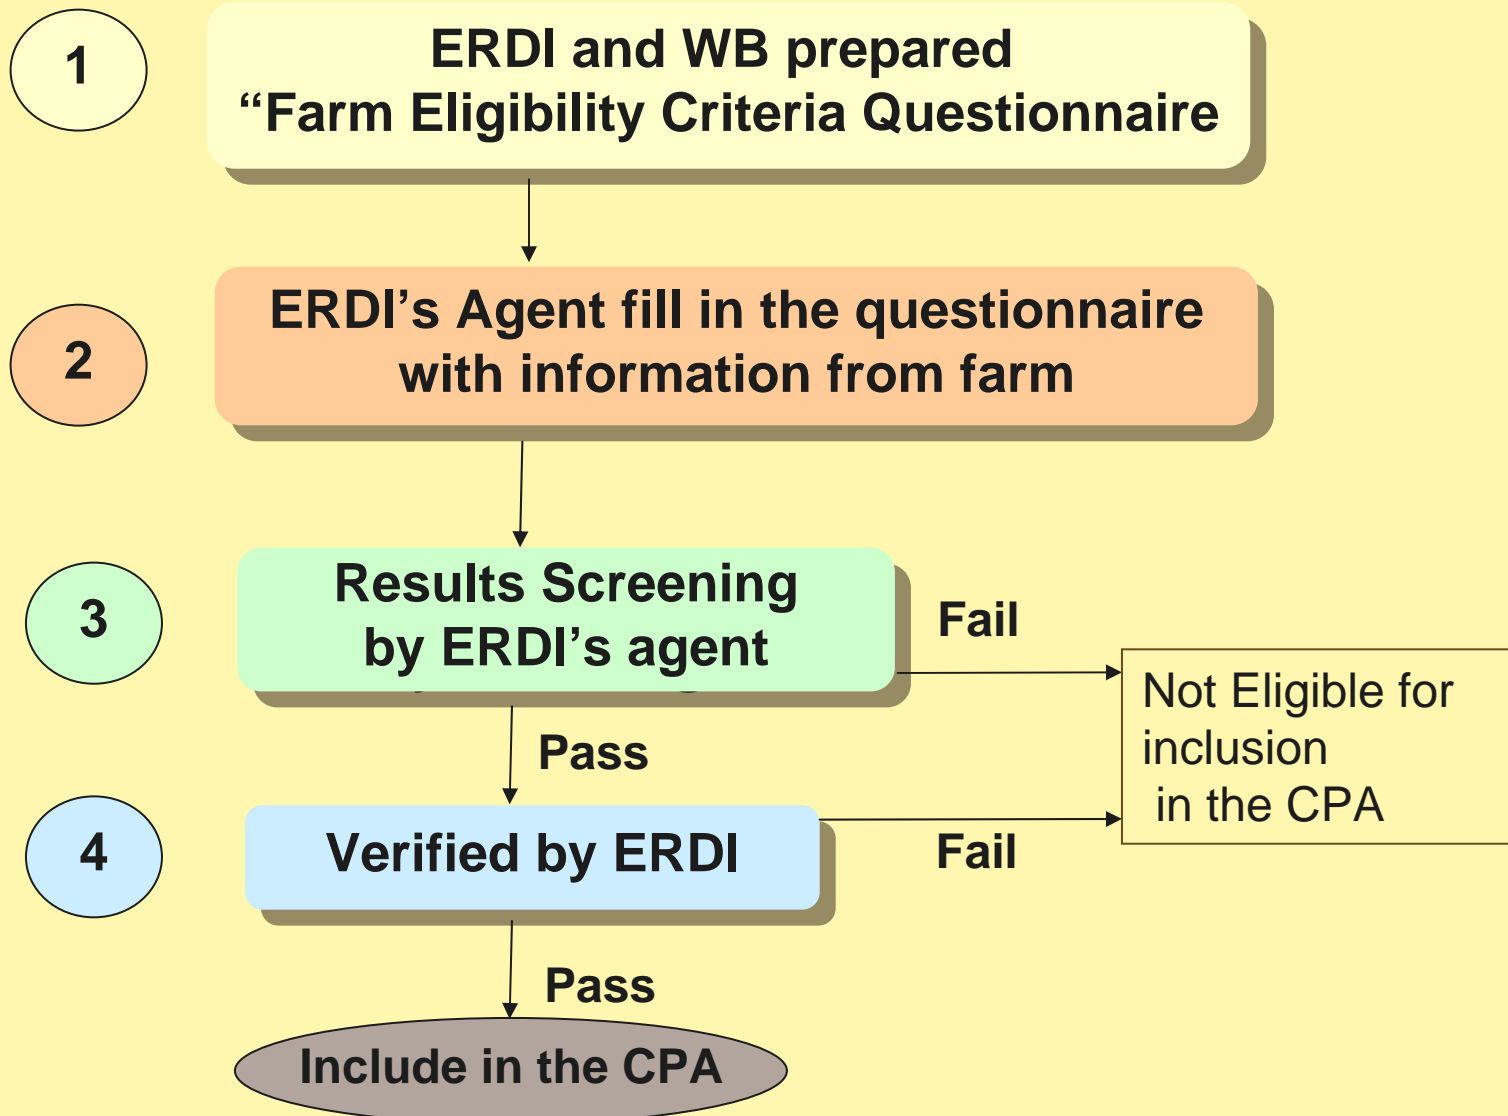 1
ERDI and WB prepared
“Farm Eligibility Criteria Questionnaire
2
ERDI’s Agent fill in the questionnaire
with information from farm
3
Results Screening
by ERDI’s agent
Fail
Not Eligible for
inclusion
in the CPA
Pass
4
Verified by ERDI
Fail
Pass
Include in the CPA